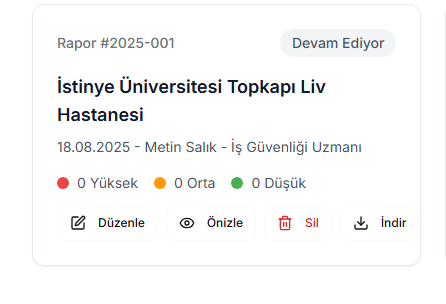 Rapor #2025-001 Devam Ediyor
İstinye Üniversitesi Topkapı Liv
Hastanesi
18.08.2025 - Metin Salık - İş Güvenliği Uzmanı
0 Yüksek 0 Orta 0 Düşük
Düzenle Önizle Sil İndir